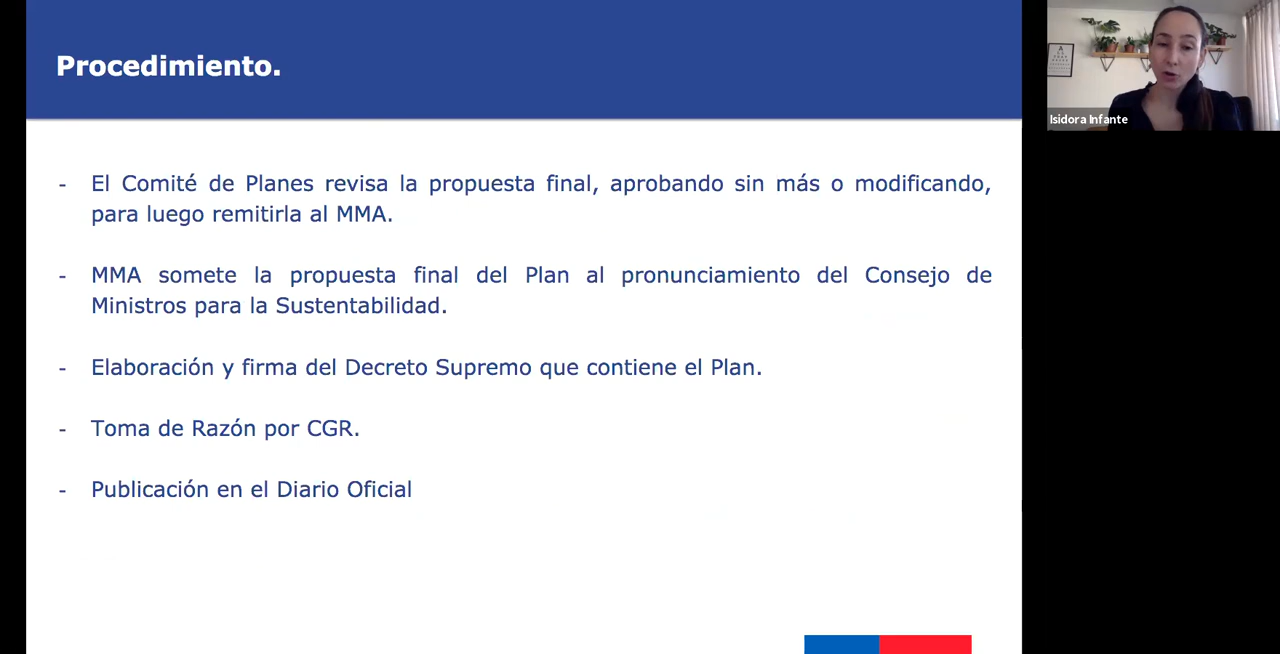 Procedimiento.
- El Comité de Planes revisa la propuesta final, aprobando sin más o modificando,
para luego remitirla al MMA.
- MMA somete la propuesta final del Plan al pronunciamiento del Consejo de
Ministros para la Sustentabilidad.
- Elaboración y firma del Decreto Supremo que contiene el Plan.
- Toma de Razón por CGR.
- Publicación en el Diario Oficial
Isidora Infante